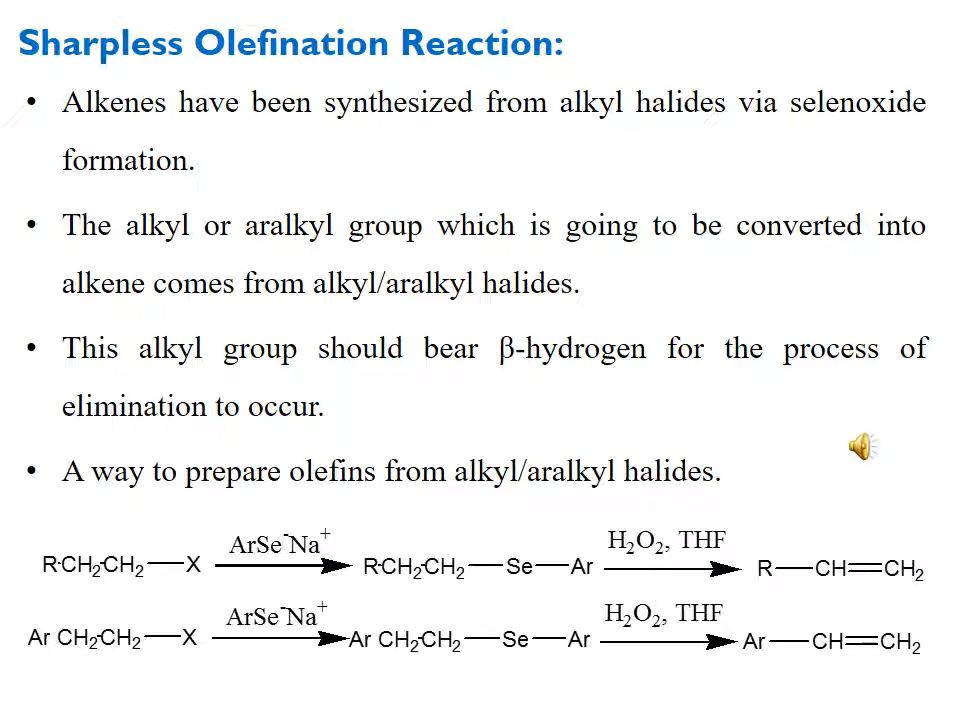 Sharpless Olefination Reaction:
• Alkenes have been synthesized from alkyl halides via selenoxide
formation.
• The alkyl or aralkyl group which is going to be converted into
alkene comes from alkyl/aralkyl halides.
• This alkyl group should bear β-hydrogen for the process of
elimination to occur.
• A way to prepare olefins from alkyl/aralkyl halides.
ArSe⁻Na⁺ H₂O₂, THF
R-CH₂-CH₂—X R-CH₂-CH₂—Se—Ar R—CH=CH₂
ArSe⁻Na⁺ H₂O₂, THF
Ar CH₂-CH₂—X Ar CH₂-CH₂—Se—Ar Ar—CH=CH₂